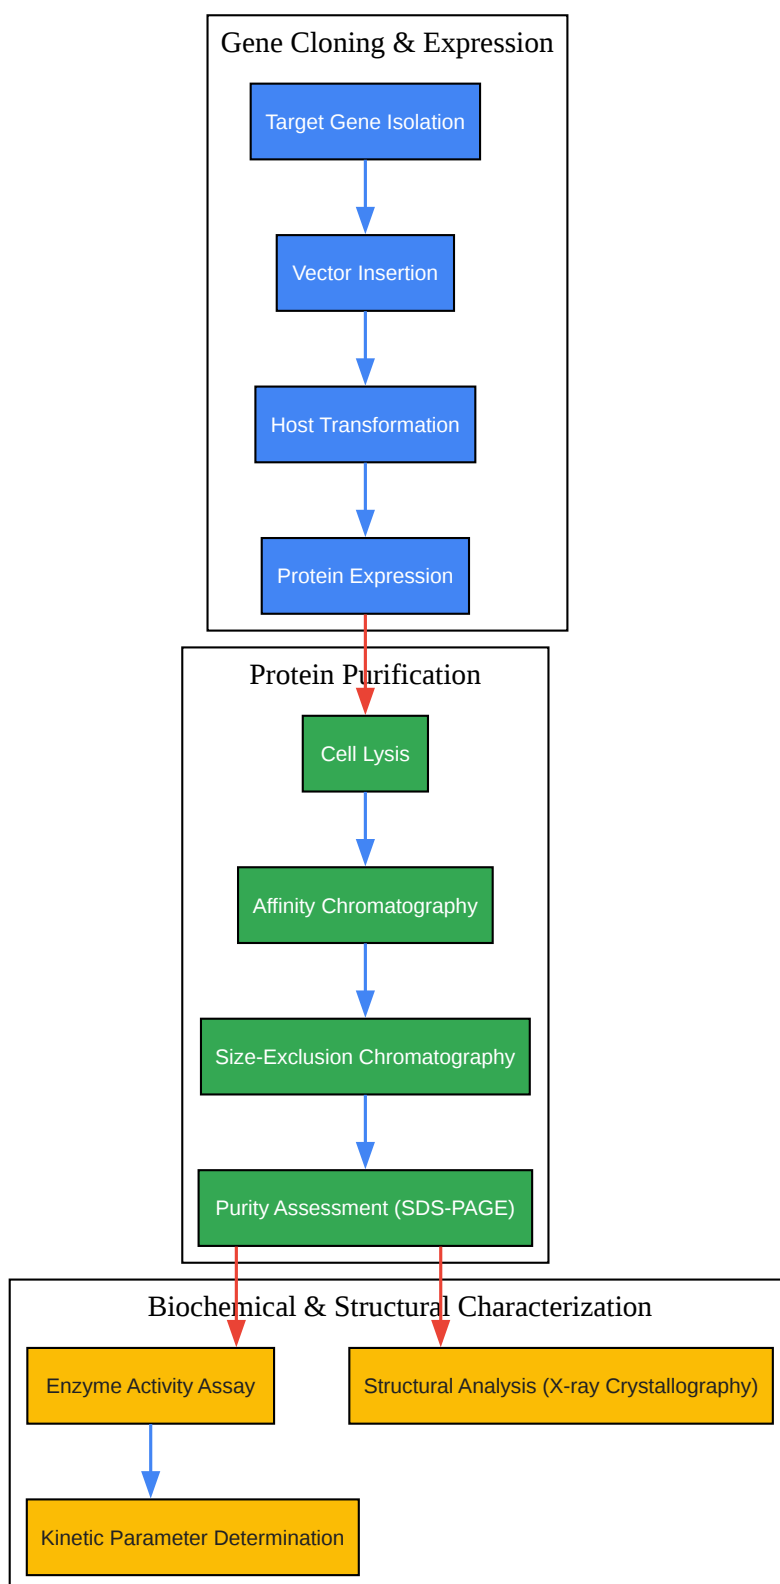 Gene Cloning & Expression
Target Gene Isolation
Vector Insertion
Host Transformation
Protein Expression
Protein Purification
Cell Lysis
Affinity Chromatography
Size-Exclusion Chromatography
Purity Assessment (SDS-PAGE)
Biochemical & Structural Characterization
Enzyme Activity Assay
Structural Analysis (X-ray Crystallography)
Kinetic Parameter Determination